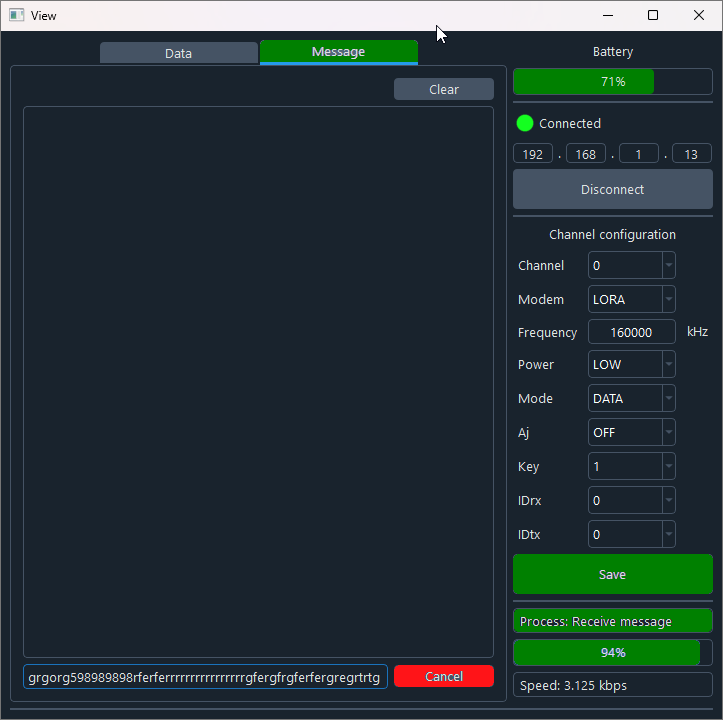 View
Data
Message
Clear
grgorg598989898rferferrrrrrrrrrrrrrrrgfergfrgferfergregrtrtg
Cancel
Battery
71%
Connected
192 . 168 . 1 . 13
Disconnect
Channel configuration
Channel 0
Modem LORA
Frequency 160000 kHz
Power LOW
Mode DATA
Aj OFF
Key 1
IDrx 0
IDtx 0
Save
Process: Receive message
94%
Speed: 3.125 kbps